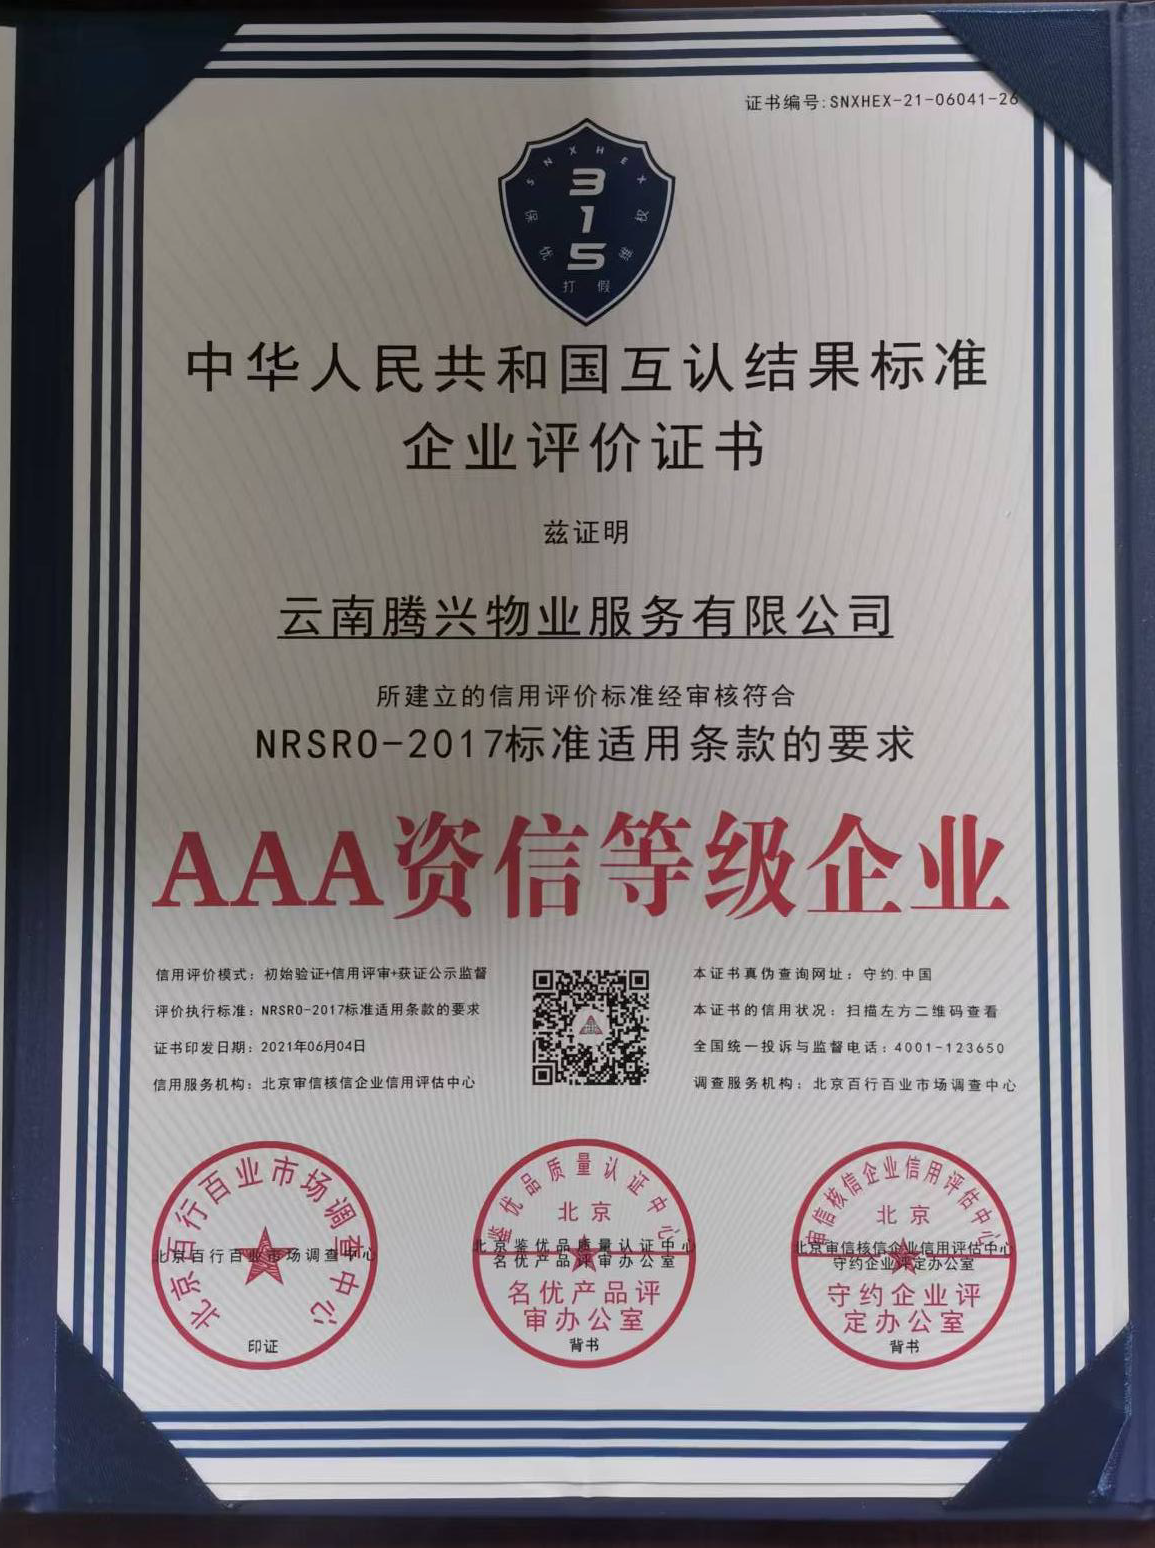 证书编号:SNXHEX-21-06041-26
SNXHEX
315
打假
中华人民共和国互认结果标准
企业评价证书
兹证明
云南腾兴物业服务有限公司
所建立的信用评价标准经审核符合
NRSRO-2017标准适用条款的要求
AAA资信等级企业
信用评价模式：初始验证+信用评审+获证公示监督
评价执行标准：NRSRO-2017标准适用条款的要求
证书印发日期：2021年06月04日
信用服务机构：北京审信核信企业信用评估中心
本证书真伪查询网址：守约.中国
本证书的信用状况：扫描左方二维码查看
全国统一投诉与监督电话：4001-123650
调查服务机构：北京百行百业市场调查中心
北京百行百业市场调查中心
北京百行百业市场调查中心
印证
鉴优品质量认证中心
北京
北京鉴优品质量认证中心
名优产品评审办公室
名优产品评
审办公室
背书
审信核信企业信用评估中心
北京
北京审信核信企业信用评估中心
守约企业评定办公室
守约企业评
定办公室
背书